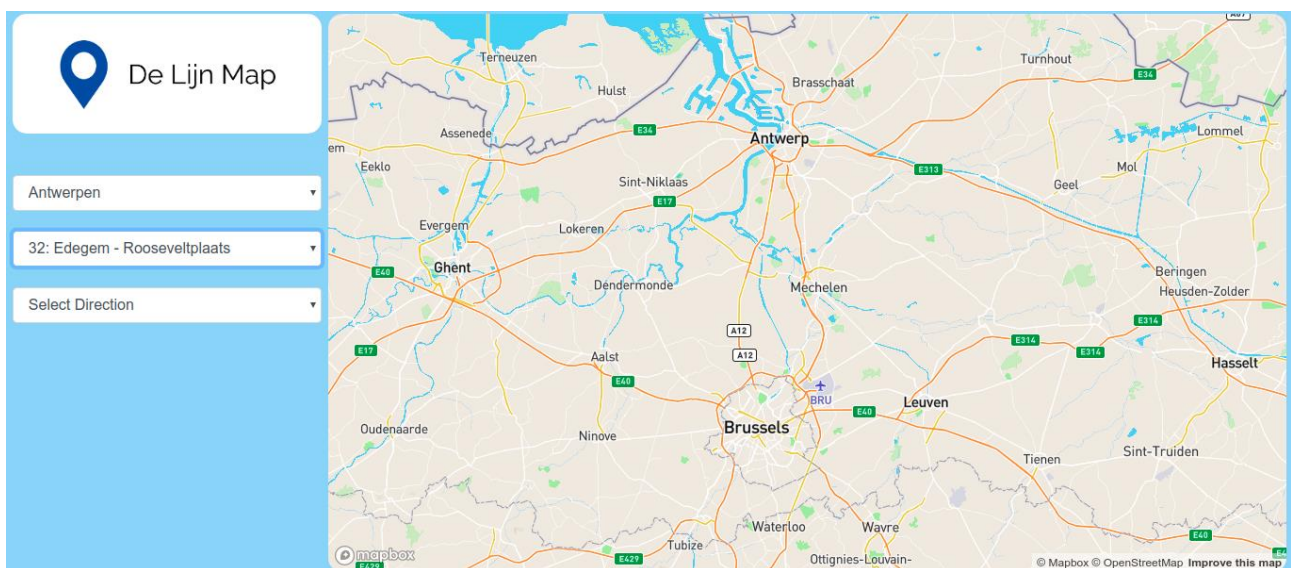 De Lijn Map
Antwerpen
32: Edegem - Rooseveltplaats
Select Direction
Terneuzen
Turnhout
E34
Brasschaat
Hulst
E34
Assenede
Antwerp
Lommel
em
Eeklo
E313
Mol
Sint-Niklaas
Geel
E17
Evergem
Lokeren
E40
Ghent
Beringen
Dendermonde
Mechelen
Heusden-Zolder
E314
A12
E314
E17
A12
E314
Aalst
Hasselt
E40
BRU
Leuven
E40
Oudenaarde
Brussels
Ninove
Sint-Truiden
Tienen
Waterloo
Wavre
E40
Tubize
mapbox
E429
Ottignies-Louvain-
E429
© Mapbox © OpenStreetMap Improve this map